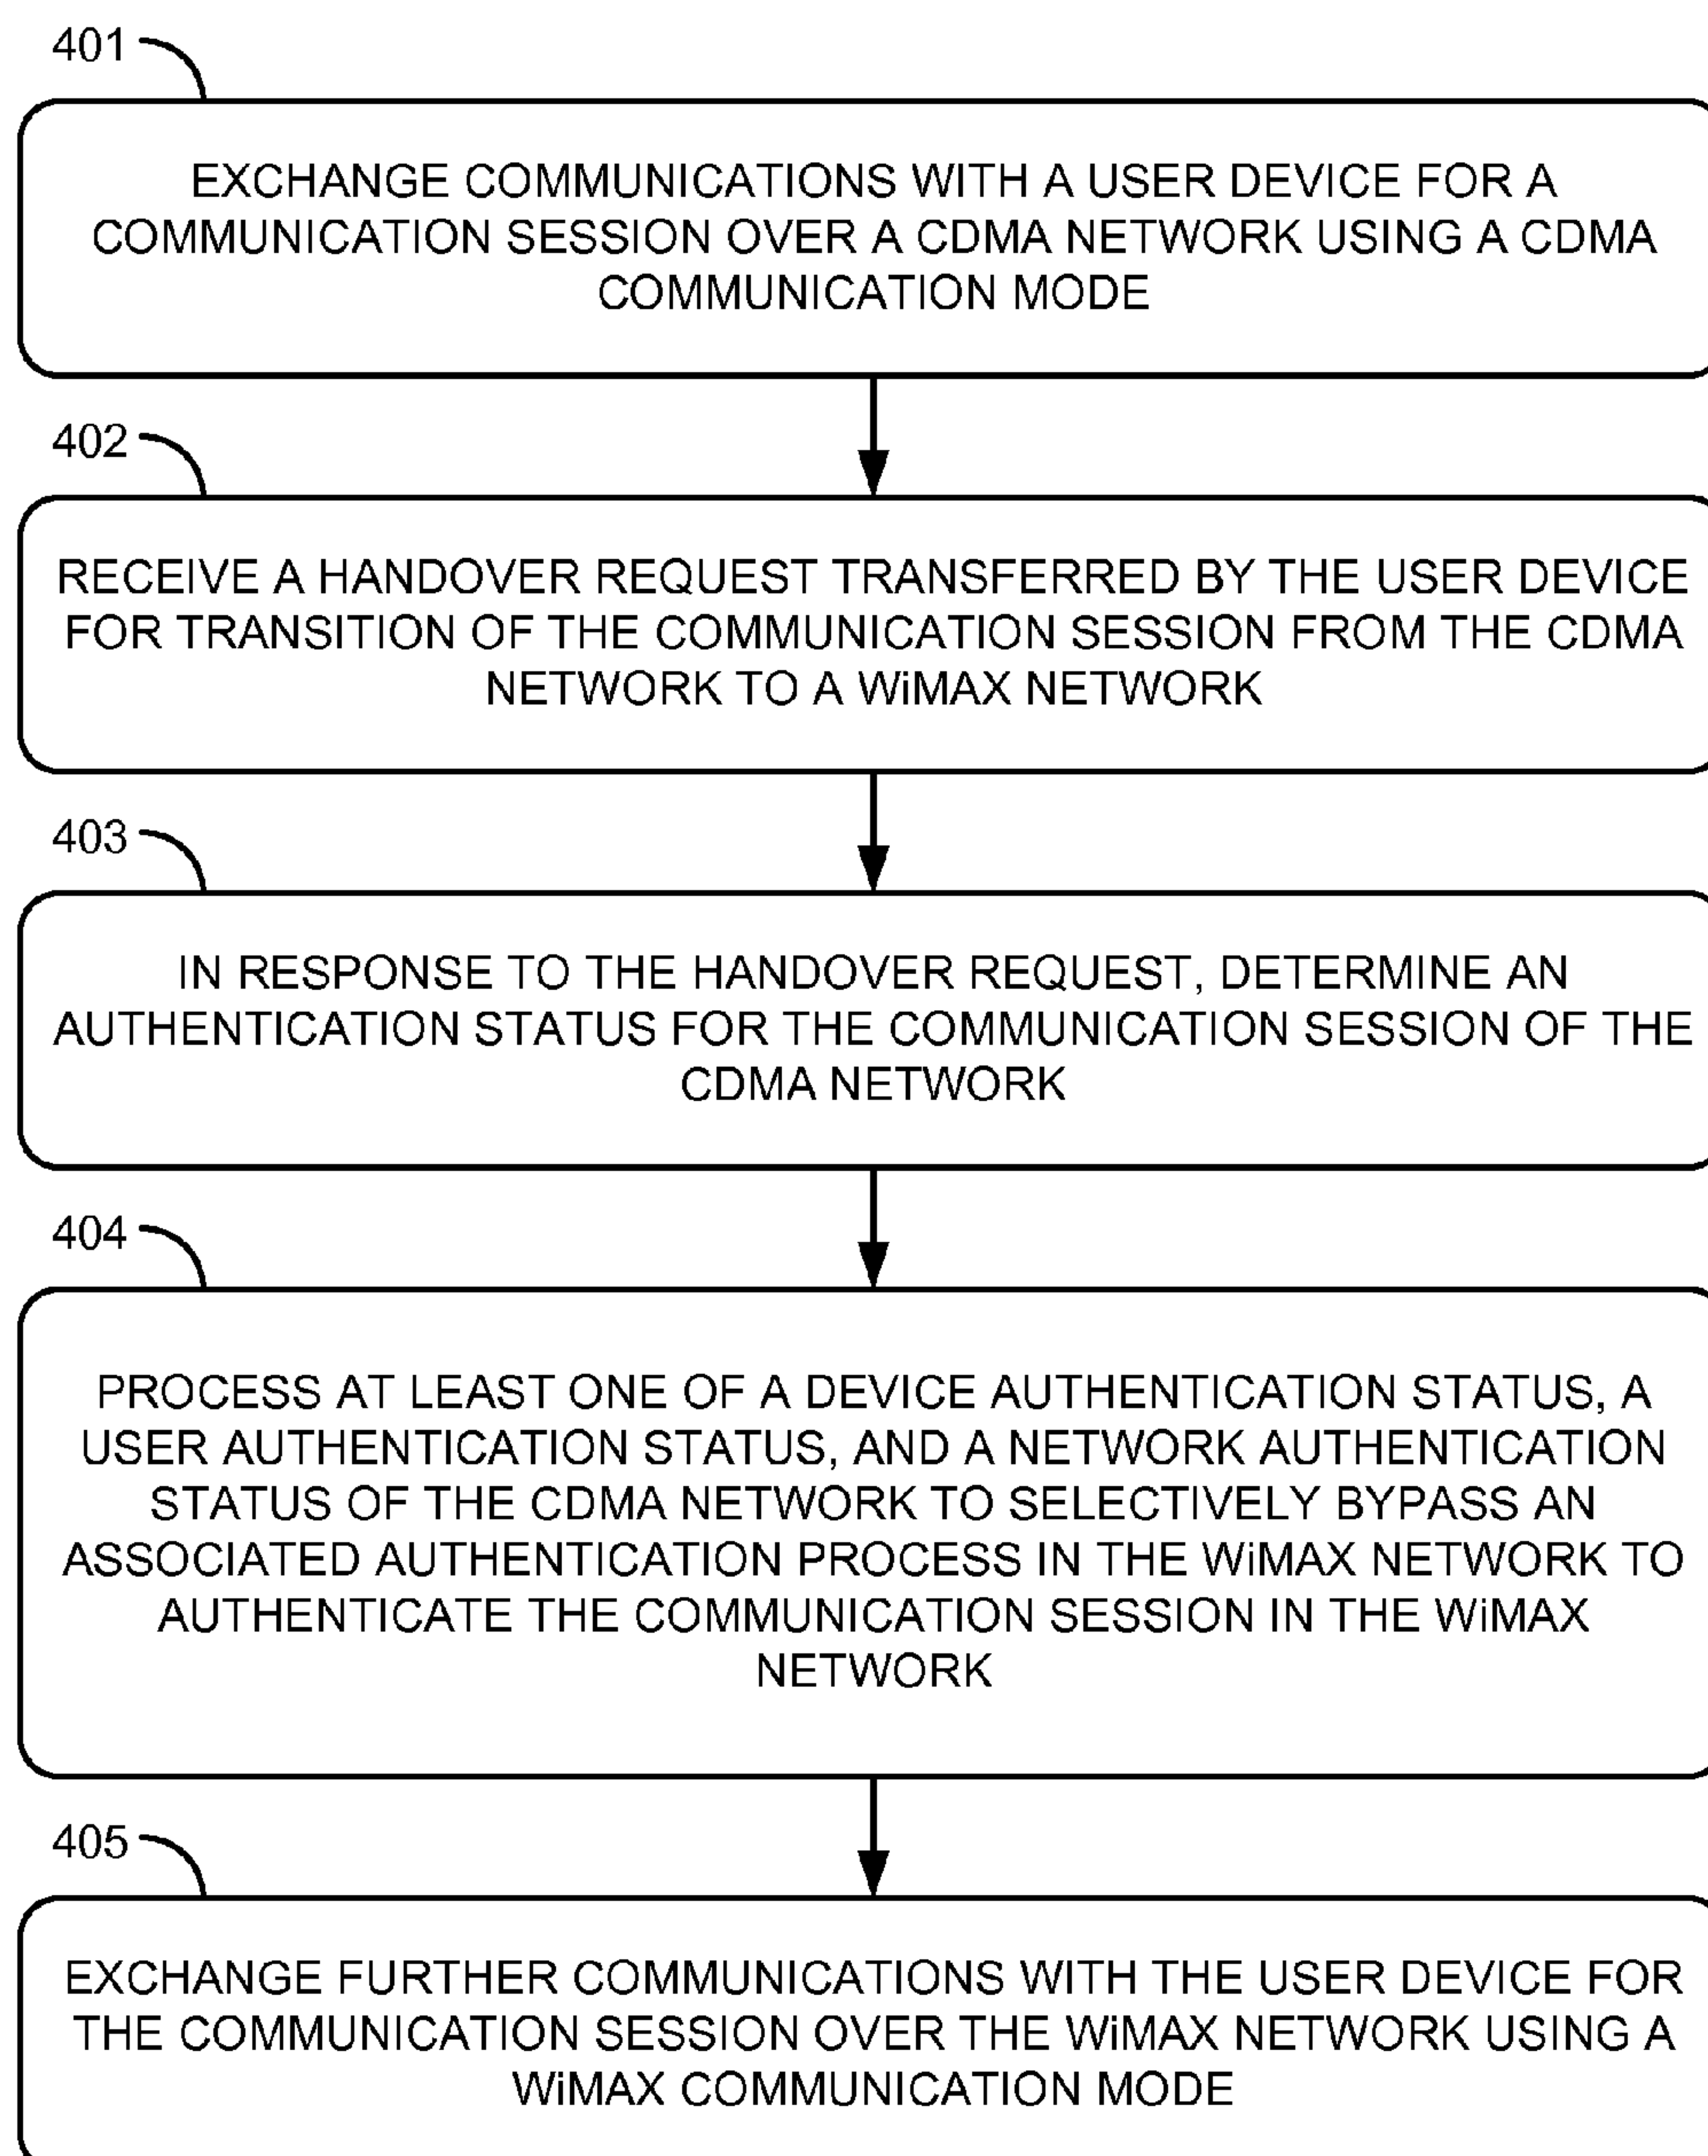 401
EXCHANGE COMMUNICATIONS WITH A USER DEVICE FOR A
COMMUNICATION SESSION OVER A CDMA NETWORK USING A CDMA
COMMUNICATION MODE
402
RECEIVE A HANDOVER REQUEST TRANSFERRED BY THE USER DEVICE
FOR TRANSITION OF THE COMMUNICATION SESSION FROM THE CDMA
NETWORK TO A WiMAX NETWORK
403
IN RESPONSE TO THE HANDOVER REQUEST, DETERMINE AN
AUTHENTICATION STATUS FOR THE COMMUNICATION SESSION OF THE
CDMA NETWORK
404
PROCESS AT LEAST ONE OF A DEVICE AUTHENTICATION STATUS, A
USER AUTHENTICATION STATUS, AND A NETWORK AUTHENTICATION
STATUS OF THE CDMA NETWORK TO SELECTIVELY BYPASS AN
ASSOCIATED AUTHENTICATION PROCESS IN THE WiMAX NETWORK TO
AUTHENTICATE THE COMMUNICATION SESSION IN THE WiMAX
NETWORK
405
EXCHANGE FURTHER COMMUNICATIONS WITH THE USER DEVICE FOR
THE COMMUNICATION SESSION OVER THE WiMAX NETWORK USING A
WiMAX COMMUNICATION MODE